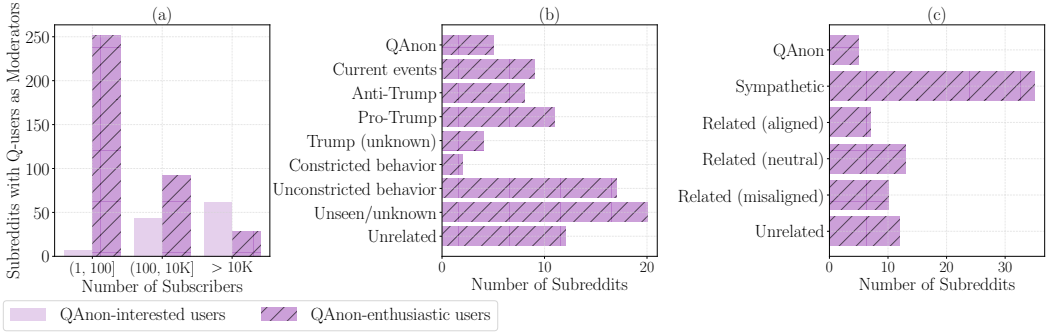 (a)
Subreddits with Q-users as Moderators
250
200
150
100
50
0
(1, 100]
(100, 10K]
> 10K
Number of Subscribers
(b)
QAnon
Current events
Anti-Trump
Pro-Trump
Trump (unknown)
Constricted behavior
Unconstricted behavior
Unseen/unknown
Unrelated
0
10
20
Number of Subreddits
(c)
QAnon
Sympathetic
Related (aligned)
Related (neutral)
Related (misaligned)
Unrelated
0
10
20
30
Number of Subreddits
QAnon-interested users
QAnon-enthusiastic users